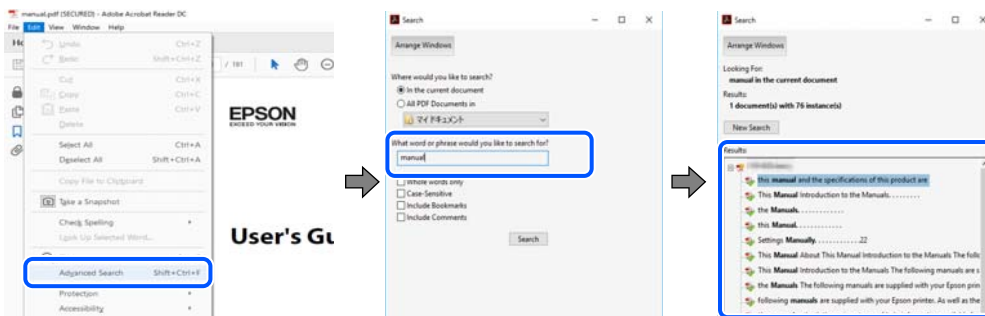 manual.pdf (SECURED) - Adobe Acrobat Reader DC
File Edit View Window Help
Undo Ctrl+Z
Redo Shift+Ctrl+Z
Cut Ctrl+X
Copy Ctrl+C
Paste Ctrl+V
Delete
Select All Ctrl+A
Deselect All Shift+Ctrl+A
Copy File to Clipboard
Take a Snapshot
Check Spelling
Look Up Selected Word...
Advanced Search Shift+Ctrl+F
Protection
Accessibility
/ 181
EPSON
EXCEED YOUR VISION
User's Gu
Search
Arrange Windows
Where would you like to search?
In the current document
All PDF Documents in
マイドキュメント
What word or phrase would you like to search for?
manual
Whole words only
Case-Sensitive
Include Bookmarks
Include Comments
Search
Search
Arrange Windows
Looking For:
manual in the current document
Results:
1 document(s) with 76 instance(s)
New Search
Results:
this manual and the specifications of this product are
This Manual Introduction to the Manuals. . . . . . . . .
the Manuals. . . . . . . . . . . . .
this Manual. . . . . . . . . . . . .
Settings Manually. . . . . . . . . . . . .22
This Manual About This Manual Introduction to the Manuals The follo
This Manual Introduction to the Manuals The following manuals are s
the Manuals The following manuals are supplied with your Epson prin
following manuals are supplied with your Epson printer. As well as the